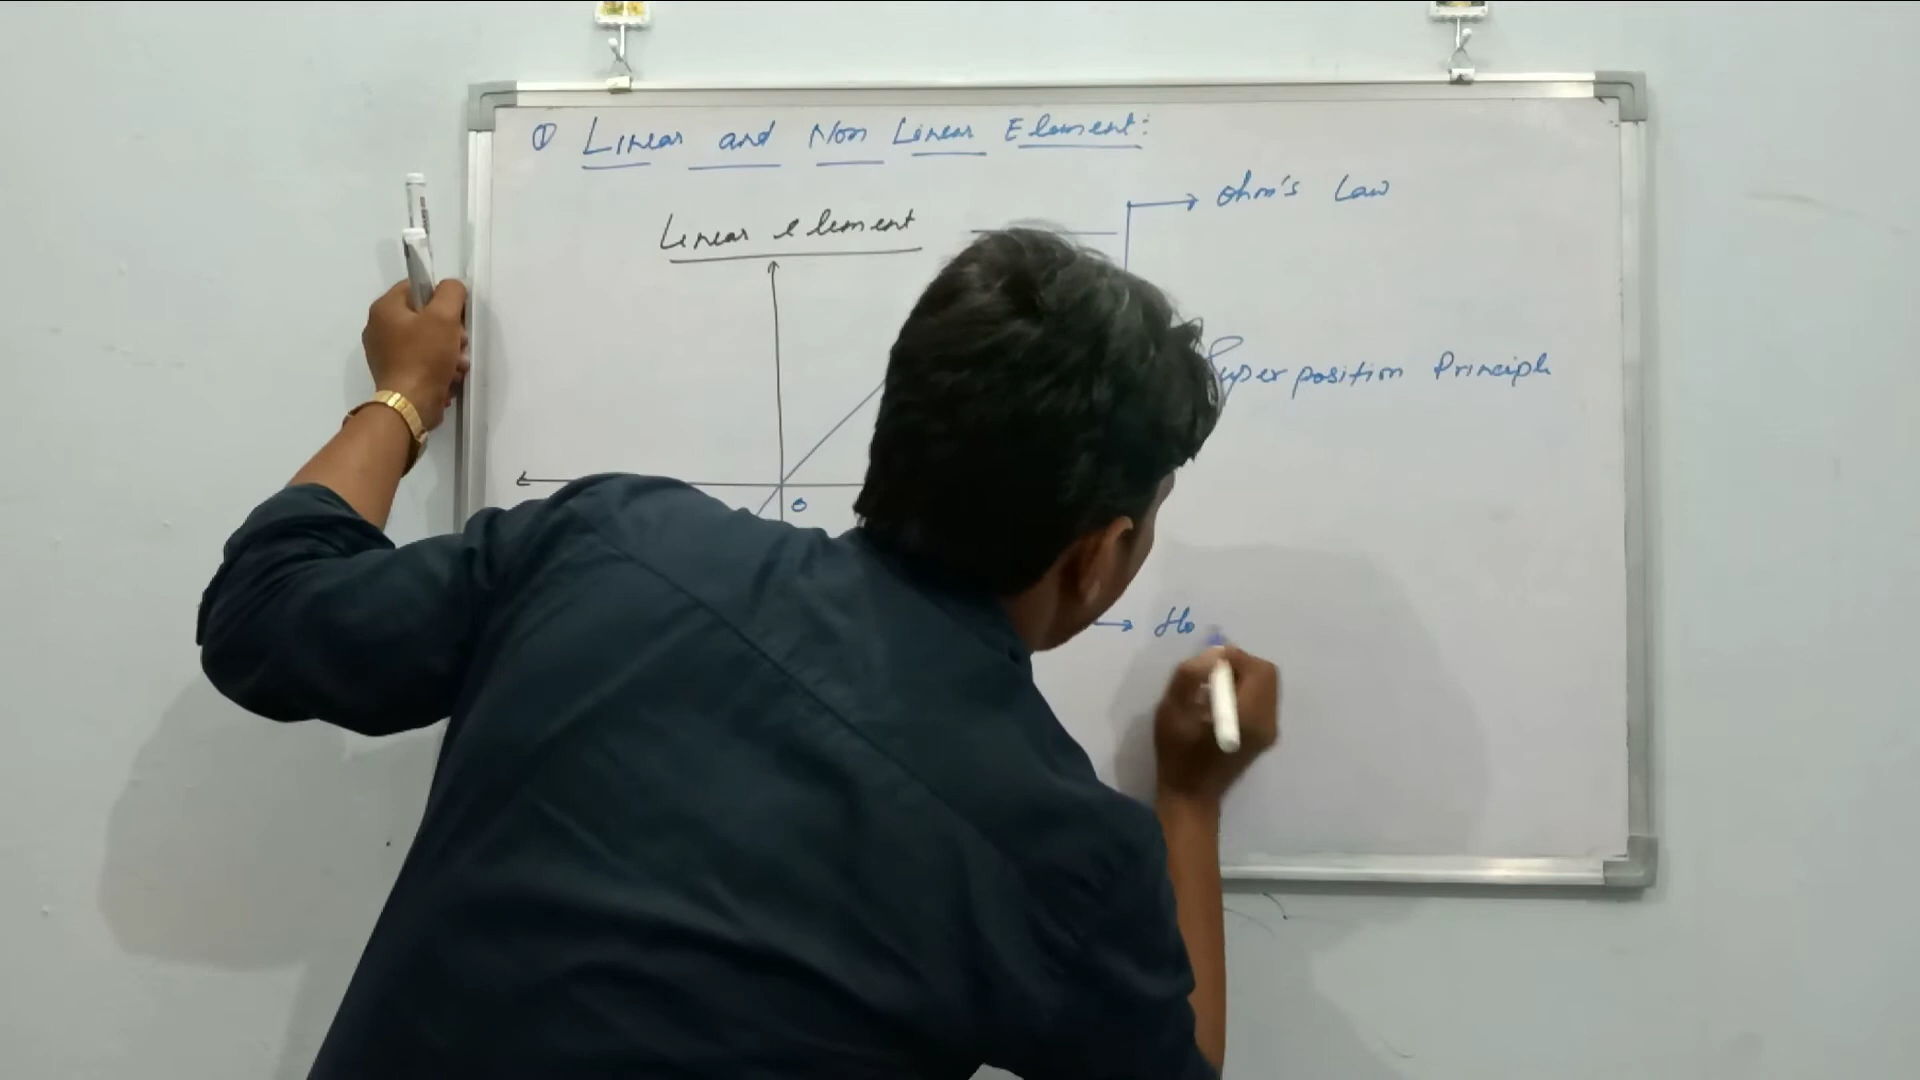 ① Linear and Non Linear Element:
Ohm's Law
Linear element
Superposition Principle
0
Ho